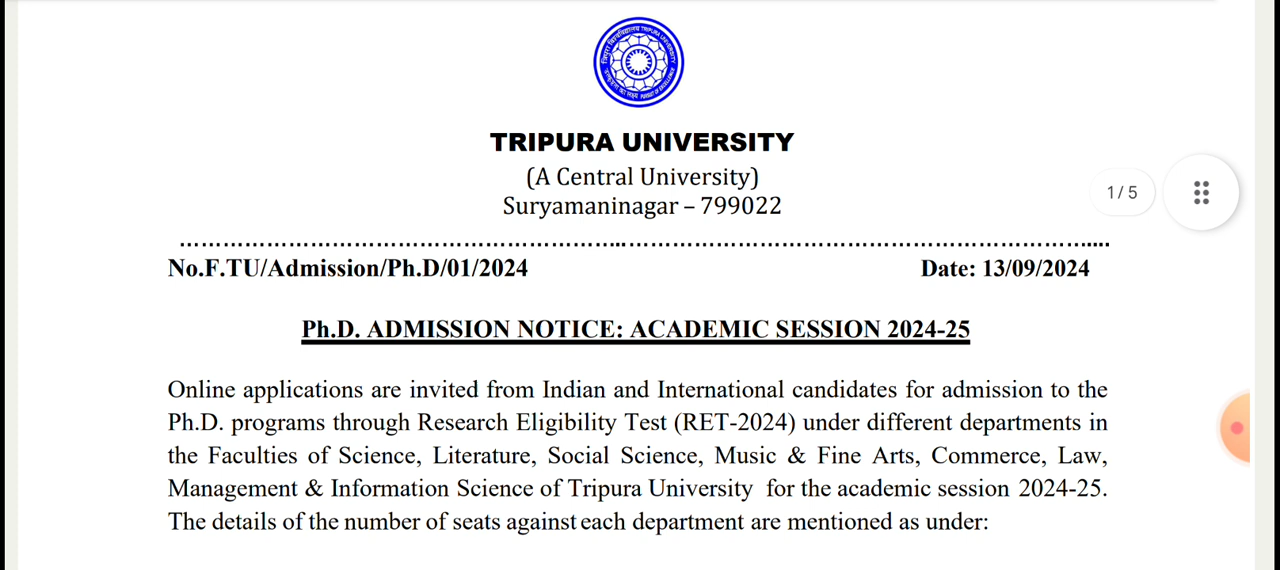 त्रिपुरा विश्वविद्यालय TRIPURA UNIVERSITY
TRIPURA UNIVERSITY
(A Central University)
Suryamaninagar – 799022
1 / 5
No.F.TU/Admission/Ph.D/01/2024 Date: 13/09/2024
Ph.D. ADMISSION NOTICE: ACADEMIC SESSION 2024-25
Online applications are invited from Indian and International candidates for admission to the
Ph.D. programs through Research Eligibility Test (RET-2024) under different departments in
the Faculties of Science, Literature, Social Science, Music & Fine Arts, Commerce, Law,
Management & Information Science of Tripura University for the academic session 2024-25.
The details of the number of seats against each department are mentioned as under: